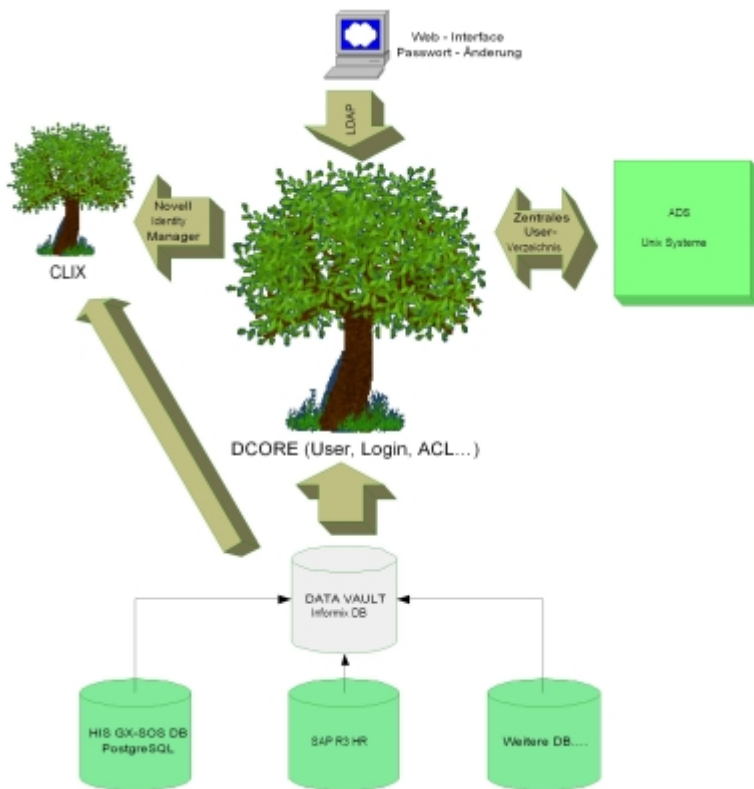 Web - Interface
Passwort - Änderung
LDAP
Novell
Identity
Manager
CLIX
Zentrales
User-
Verzeichnis
ADS
Unix Systeme
DCORE (User, Login, ACL...)
DATA VAULT
Informix DB
HIS GX-SOS DB
PostgreSQL
SAP R3 HR
Weitere DB....